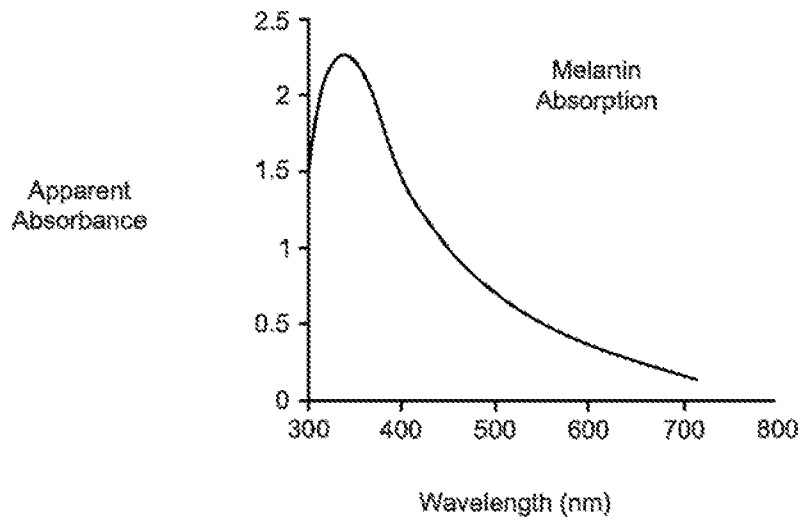 2.5
Melanin
Absorption
2
Apparent
Absorbance
1.5
1
0.5
0
300 400 500 600 700 800
Wavelength (nm)